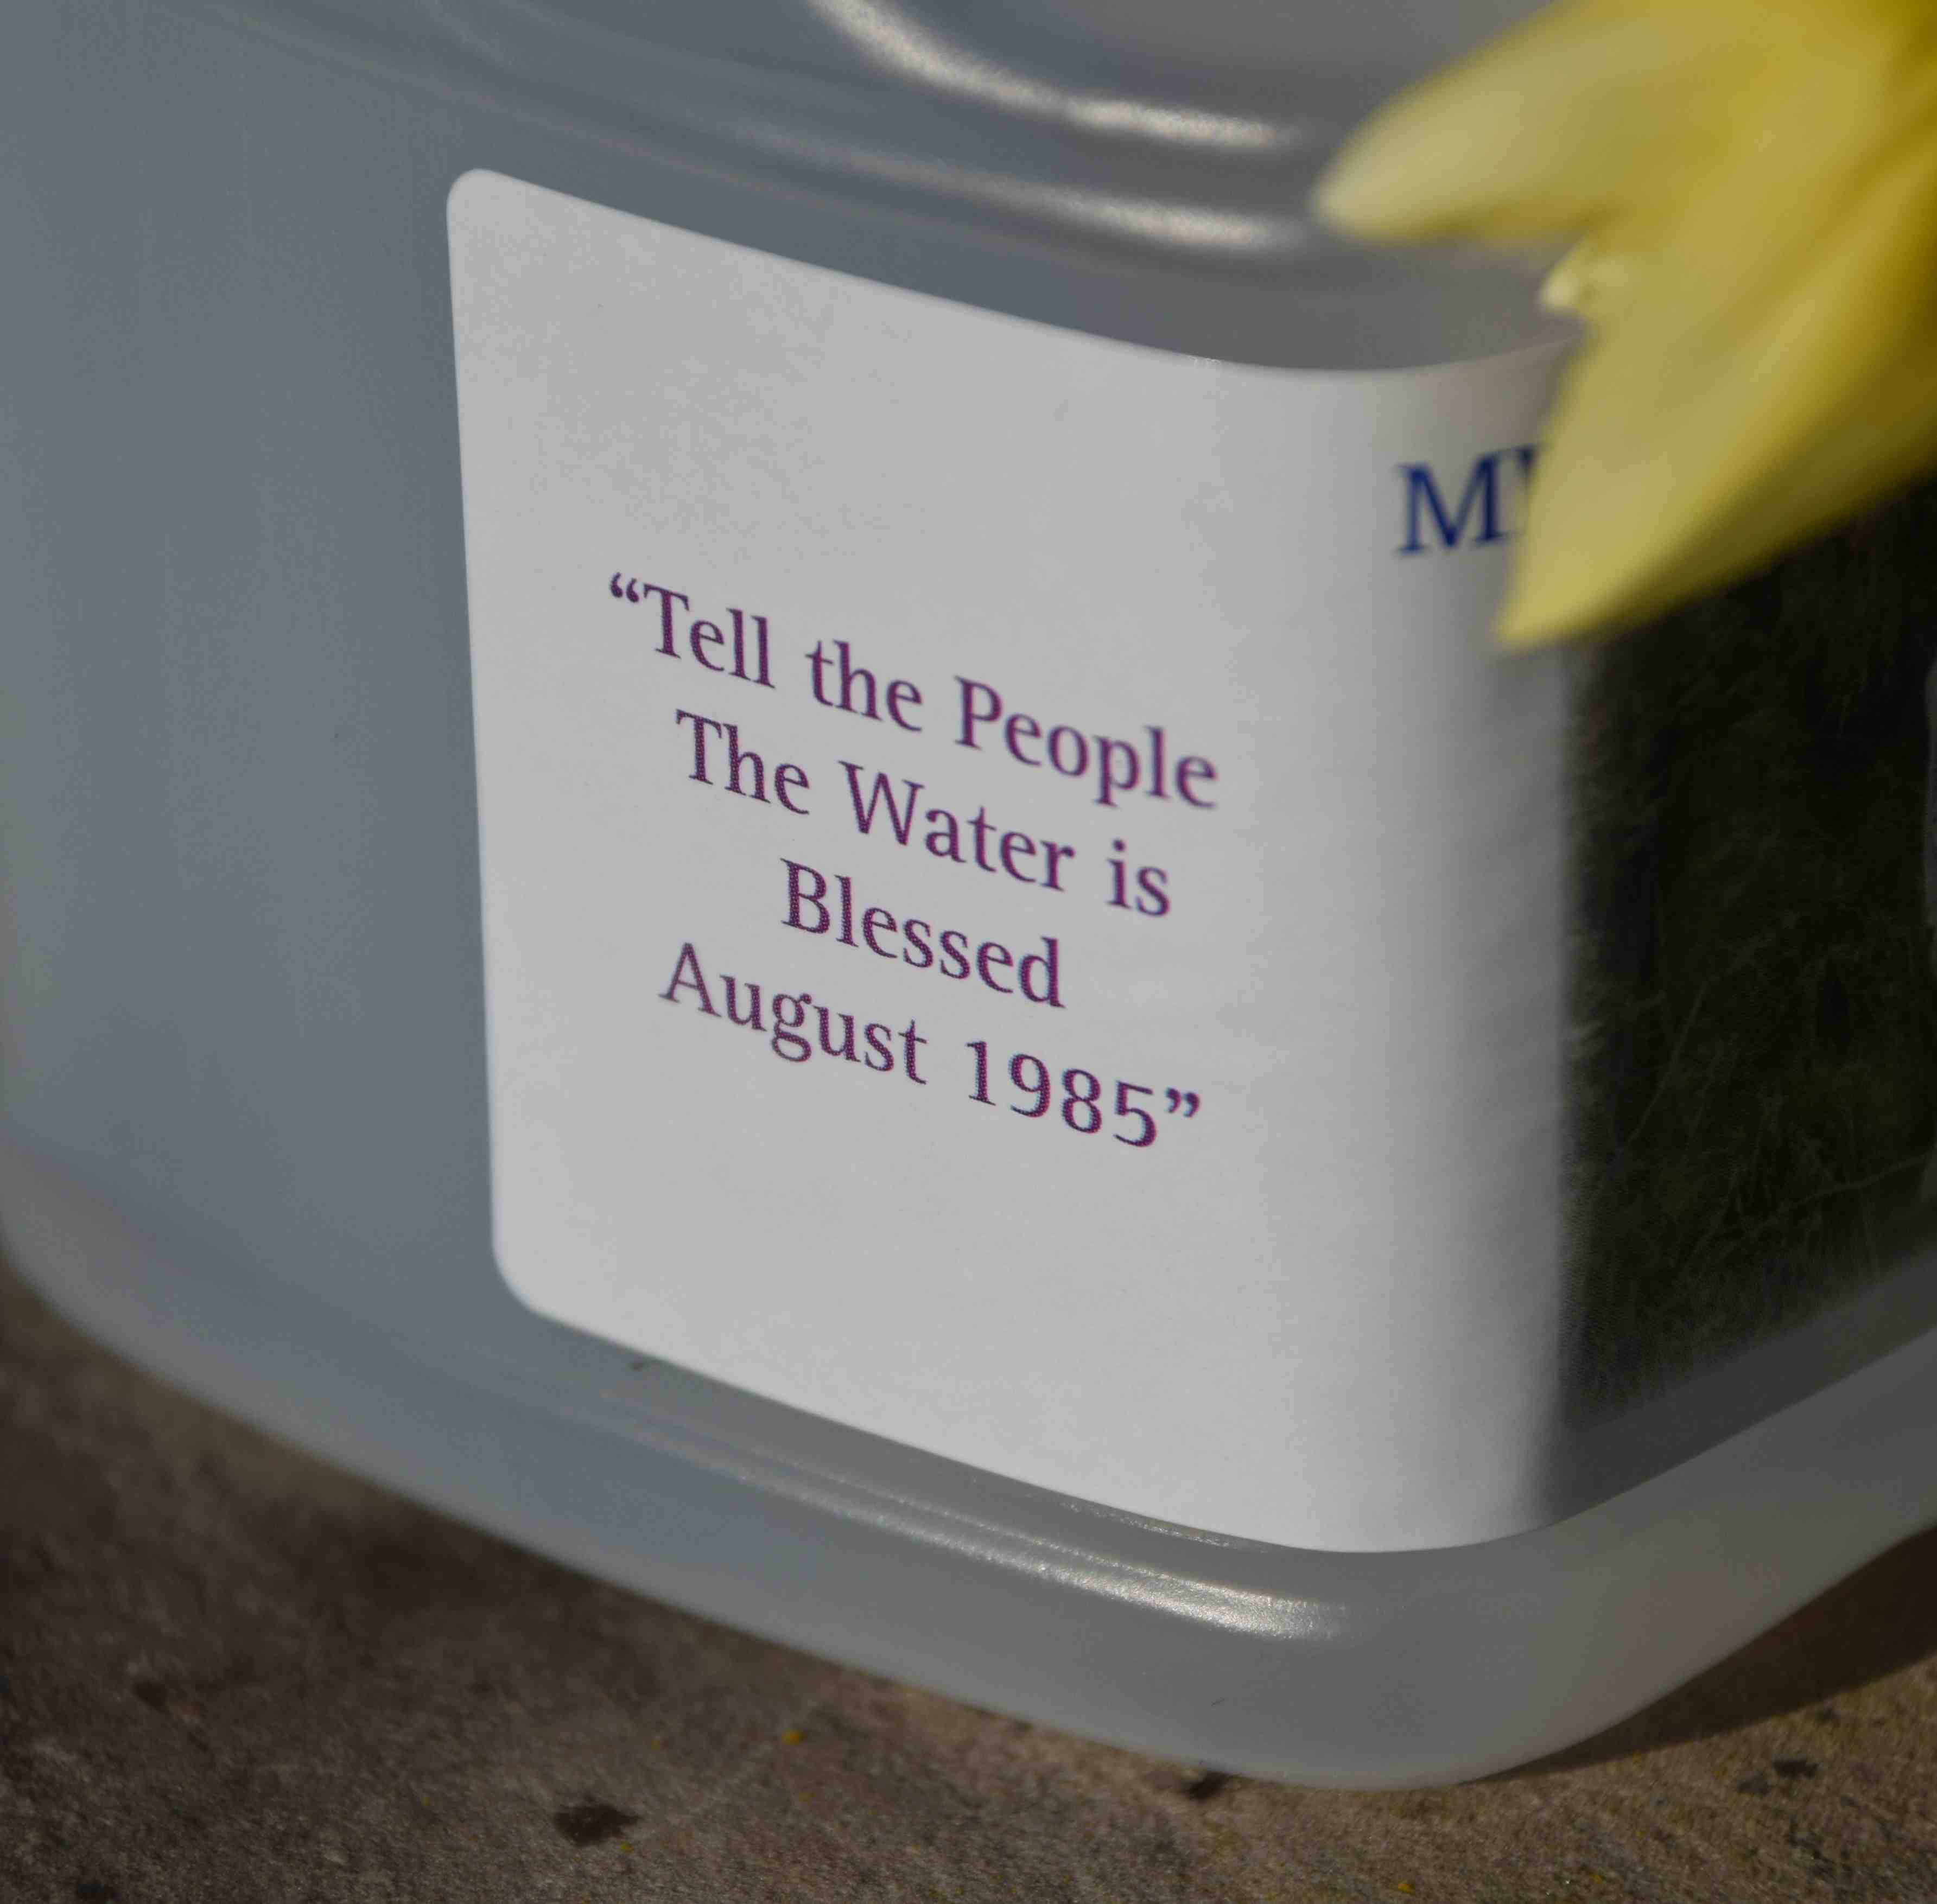 “Tell the People
The Water is
Blessed
August 1985”